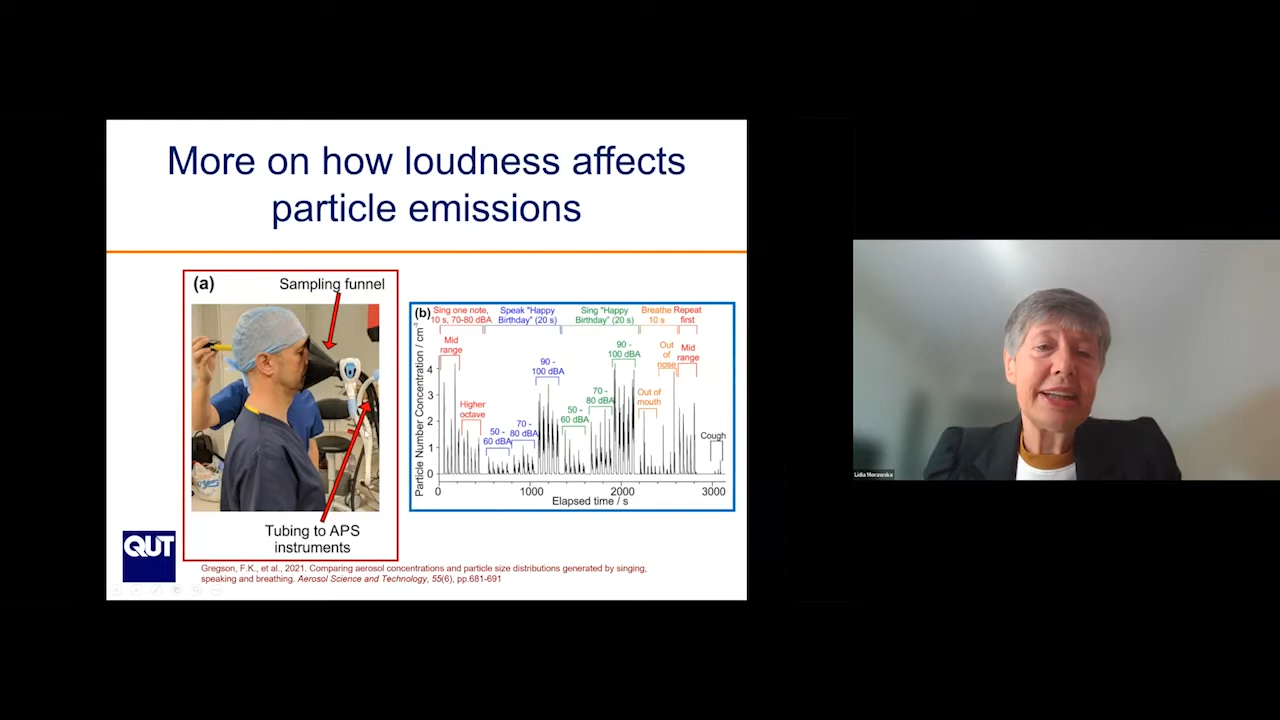 More on how loudness affects
particle emissions
(a)
Sampling funnel
Tubing to APS
instruments
(b)
Sing one note,
10 s, 70-80 dBA
Speak "Happy
Birthday" (20 s)
Sing "Happy
Birthday" (20 s)
Breathe
10 s
Repeat
first
Particle Number Concentration / cm-3
4
3
2
1
0
Mid
range
Higher
octave
50 -
60 dBA
70 -
80 dBA
90 -
100 dBA
50 -
60 dBA
70 -
80 dBA
90 -
100 dBA
Out of
mouth
Out
of
nose
Mid
range
Cough
0
1000
2000
3000
Elapsed time / s
QUT
Gregson, F.K., et al., 2021. Comparing aerosol concentrations and particle size distributions generated by singing,
speaking and breathing. Aerosol Science and Technology, 55(6), pp.681-691
Lidia Morawska